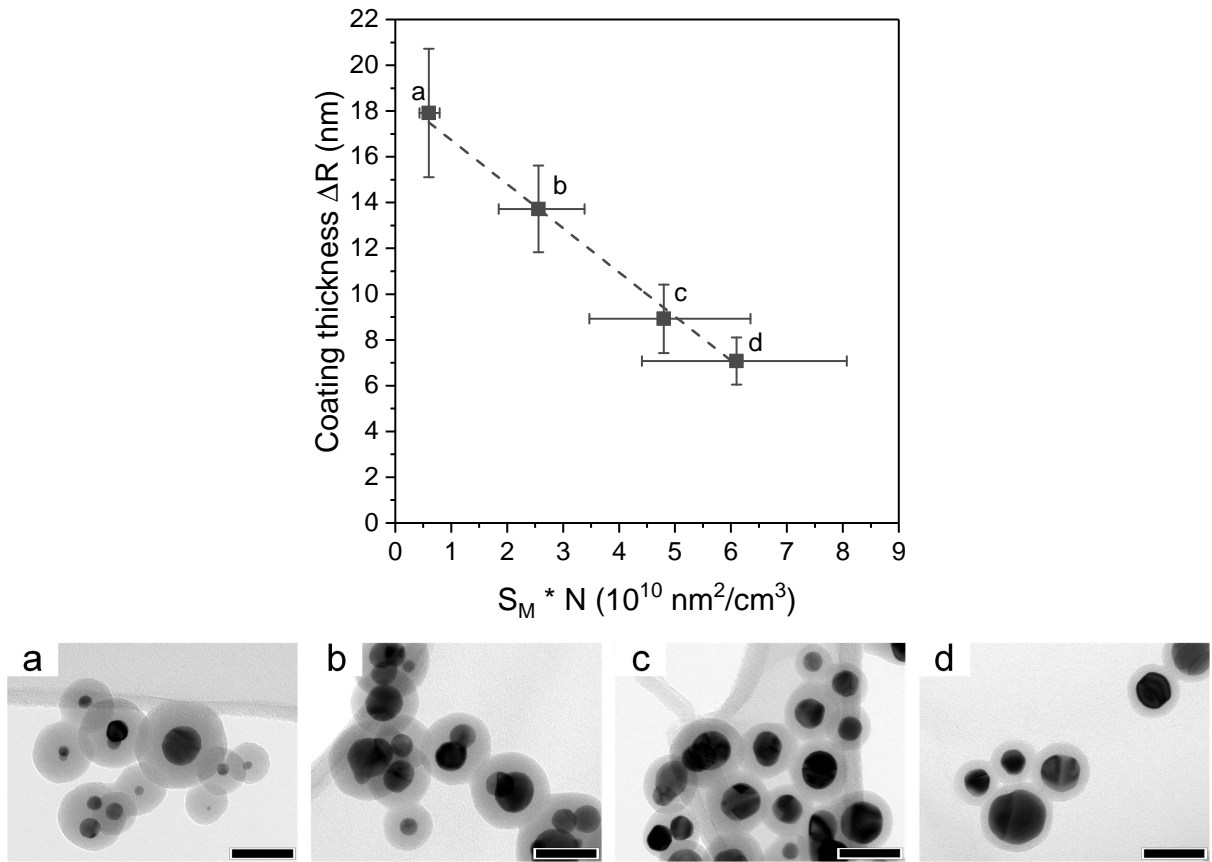 22
20
18
16
14
12
10
8
6
4
2
0
Coating thickness ΔR (nm)
a
b
c
d
0 1 2 3 4 5 6 7 8 9
S_M * N (10^10 nm^2/cm^3)
a b c d